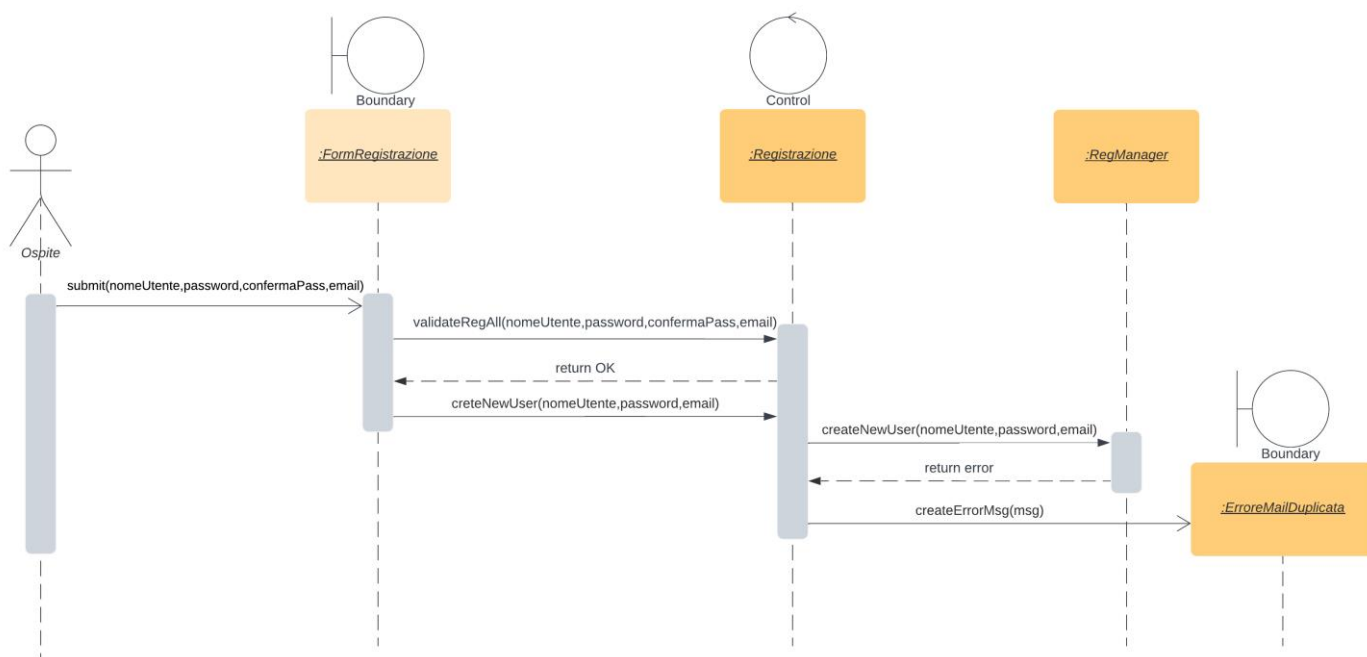 Boundary
Control
:FormRegistrazione
:Registrazione
:RegManager
Ospite
submit(nomeUtente,password,confermaPass,email)
validateRegAll(nomeUtente,password,confermaPass,email)
return OK
creteNewUser(nomeUtente,password,email)
createNewUser(nomeUtente,password,email)
Boundary
return error
:ErroreMailDuplicata
createErrorMsg(msg)